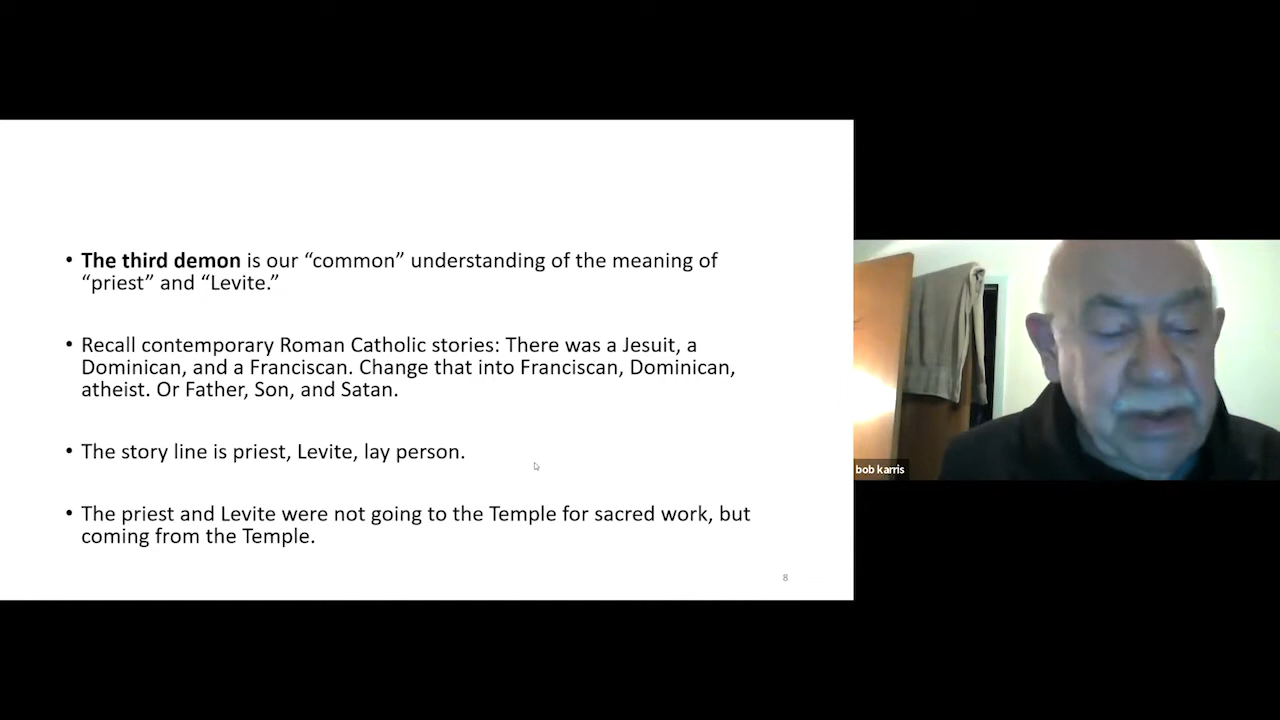 • The third demon is our “common” understanding of the meaning of
“priest” and “Levite.”
• Recall contemporary Roman Catholic stories: There was a Jesuit, a
Dominican, and a Franciscan. Change that into Franciscan, Dominican,
atheist. Or Father, Son, and Satan.
• The story line is priest, Levite, lay person.
• The priest and Levite were not going to the Temple for sacred work, but
coming from the Temple.
8
bob karris